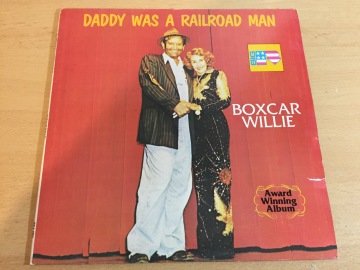 DADDY WAS A RAILROAD MAN
BOXCAR
WILLIE
Award
Winning
Album